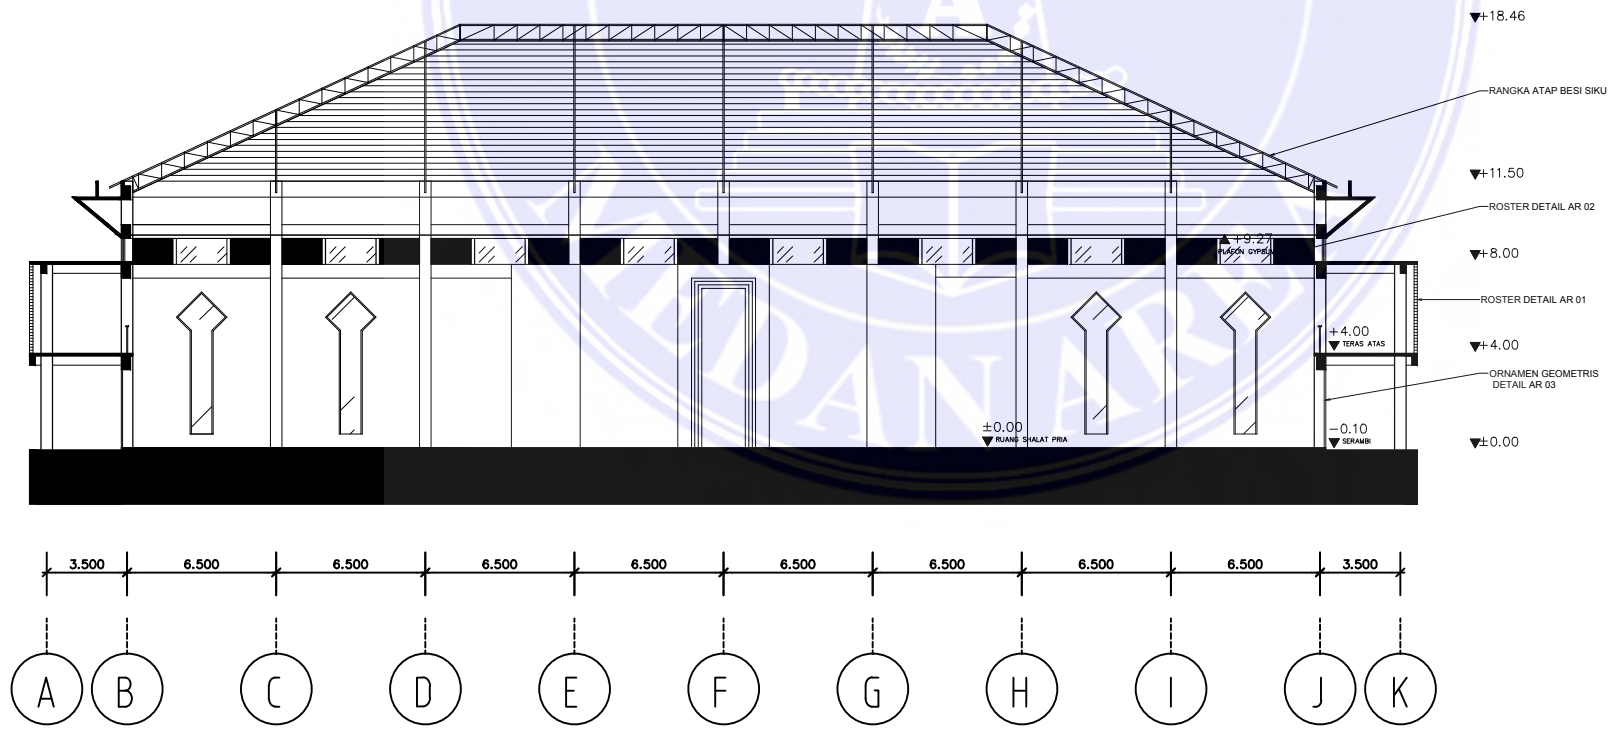 +18.46
RANGKA ATAP BESI SIKU
+11.50
ROSTER DETAIL AR 02
+9.27
PLAFON GYPSUM
+8.00
ROSTER DETAIL AR 01
+4.00
TERAS ATAS
+4.00
ORNAMEN GEOMETRIS
DETAIL AR 03
±0.00
RUANG SHALAT PRIA
-0.10
SERAMBI
±0.00
MEDAN ARE
3.500 6.500 6.500 6.500 6.500 6.500 6.500 6.500 6.500 3.500
A B C D E F G H I J K